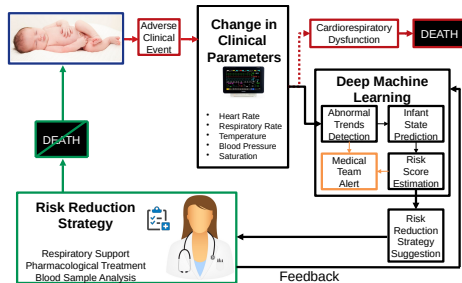 Adverse
Clinical
Event
Change in
Clinical
Parameters
• Heart Rate
• Respiratory Rate
• Temperature
• Blood Pressure
• Saturation
Cardiorespiratory
Dysfunction
DEATH
Deep Machine
Learning
Abnormal
Trends
Detection
Infant
State
Prediction
Medical
Team
Alert
Risk
Score
Estimation
Risk
Reduction
Strategy
Suggestion
DEATH
Risk Reduction
Strategy
Respiratory Support
Pharmacological Treatment
Blood Sample Analysis
Feedback